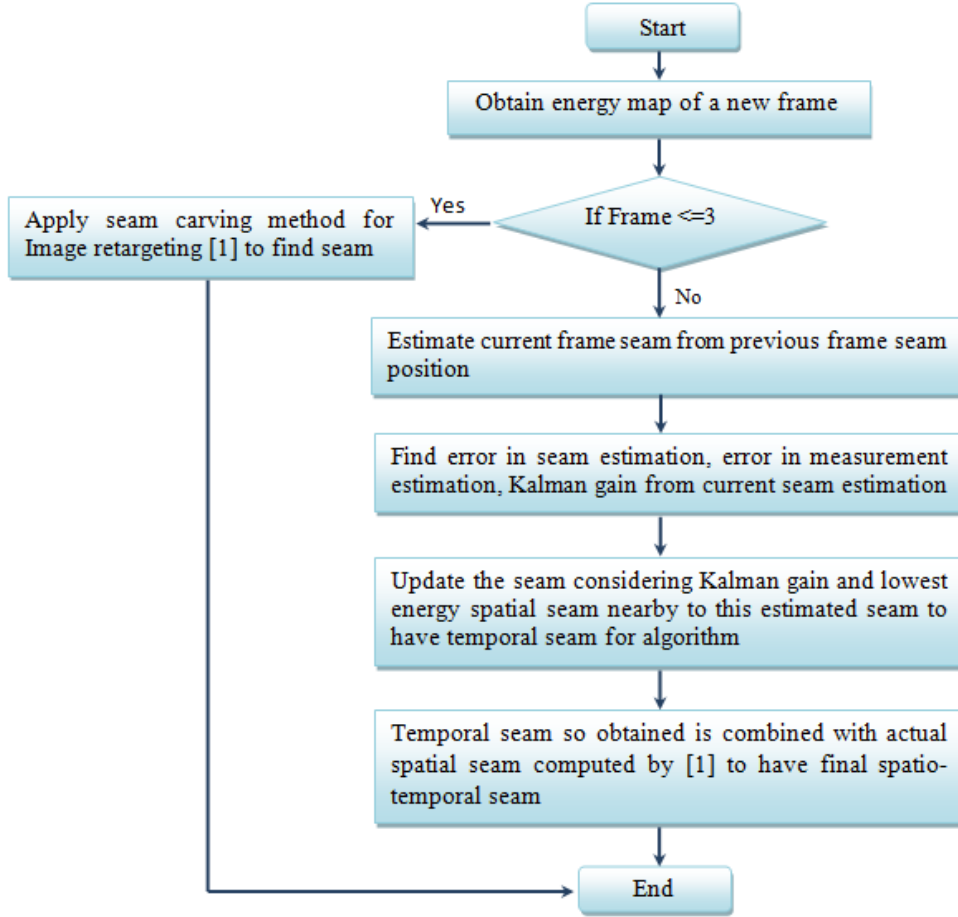 Start
Obtain energy map of a new frame
If Frame <=3
Yes
Apply seam carving method for
Image retargeting [1] to find seam
No
Estimate current frame seam from previous frame seam
position
Find error in seam estimation, error in measurement
estimation, Kalman gain from current seam estimation
Update the seam considering Kalman gain and lowest
energy spatial seam nearby to this estimated seam to
have temporal seam for algorithm
Temporal seam so obtained is combined with actual
spatial seam computed by [1] to have final spatio-
temporal seam
End